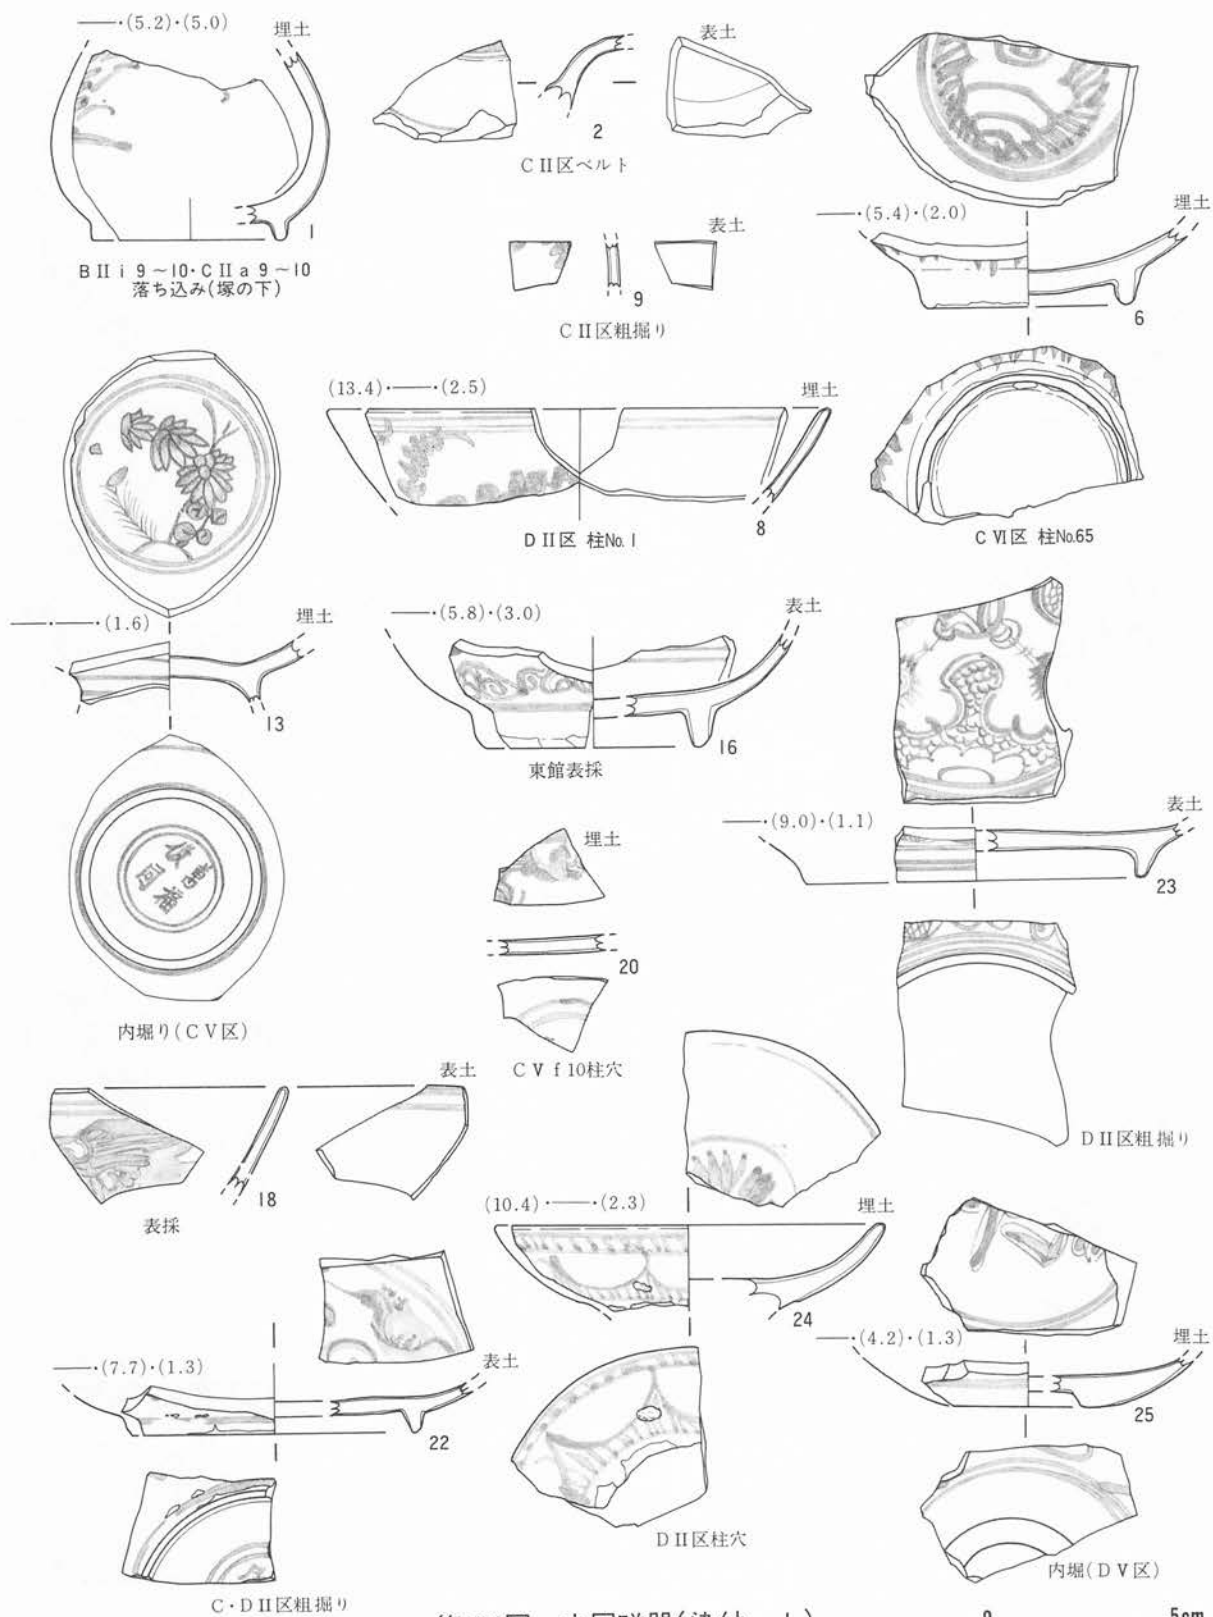 ——・(5.2)・(5.0)
埋土
1
BⅡi9～10・CⅡa9～10
落ち込み(塚の下)
2
表土
CⅡ区ベルト
表土
9
CⅡ区粗掘り
——・(5.4)・(2.0)
埋土
6
CⅥ区 柱No.65
(13.4)・——・(2.5)
埋土
8
DⅡ区 柱No.1
——・——・(1.6)
埋土
13
内堀り(CⅤ区)
——・(5.8)・(3.0)
表土
16
東館表採
埋土
20
CⅤf10柱穴
——・(9.0)・(1.1)
表土
23
DⅡ区粗掘り
表土
18
表採
(10.4)・——・(2.3)
埋土
24
DⅡ区柱穴
——・(7.7)・(1.3)
表土
22
C・DⅡ区粗掘り
——・(4.2)・(1.3)
埋土
25
内堀(DⅤ区)
5cm